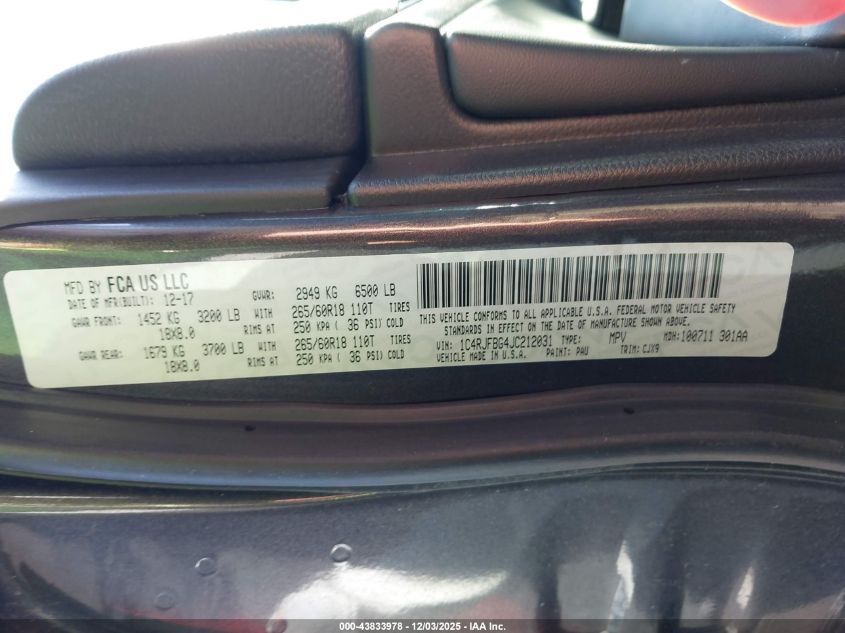 MFD BY FCA US LLC
DATE OF MFR(BUILT): 12-17 GVWR: 2949 KG 6500 LB
GAWR FRONT: 1452 KG 3200 LB WITH 265/60R18 110T TIRES
18X8.0 RIMS AT 250 KPA ( 36 PSI) COLD
GAWR REAR: 1679 KG 3700 LB WITH 265/60R18 110T TIRES
18X8.0 RIMS AT 250 KPA ( 36 PSI) COLD
THIS VEHICLE CONFORMS TO ALL APPLICABLE U.S.A. FEDERAL MOTOR VEHICLE SAFETY
STANDARDS IN EFFECT ON THE DATE OF MANUFACTURE SHOWN ABOVE.
VIN: 1C4RJFBG4JC212031 TYPE: MPV MDH:100711 301AA
VEHICLE MADE IN U.S.A. PAINT: PAU TRIM: CJX9
000-43833978 - 12/03/2025 - IAA Inc.